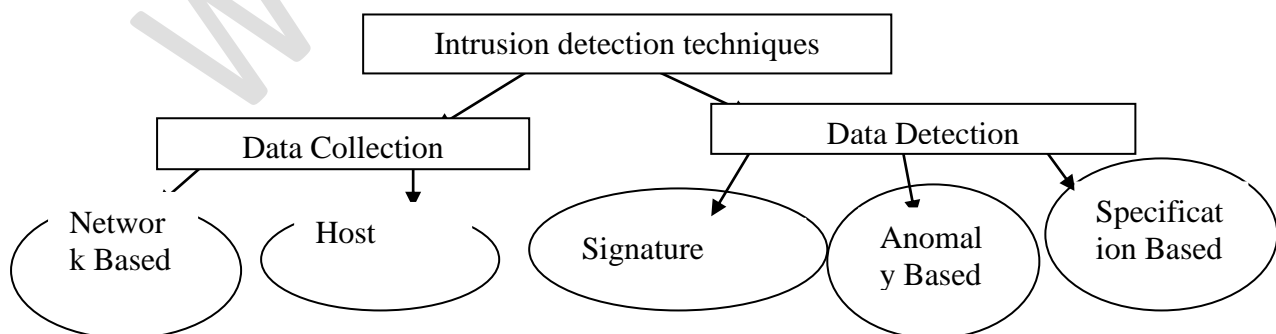 Intrusion detection techniques
Data Collection
Data Detection
Networ
k Based
Host
Signature
Anomal
y Based
Specificat
ion Based